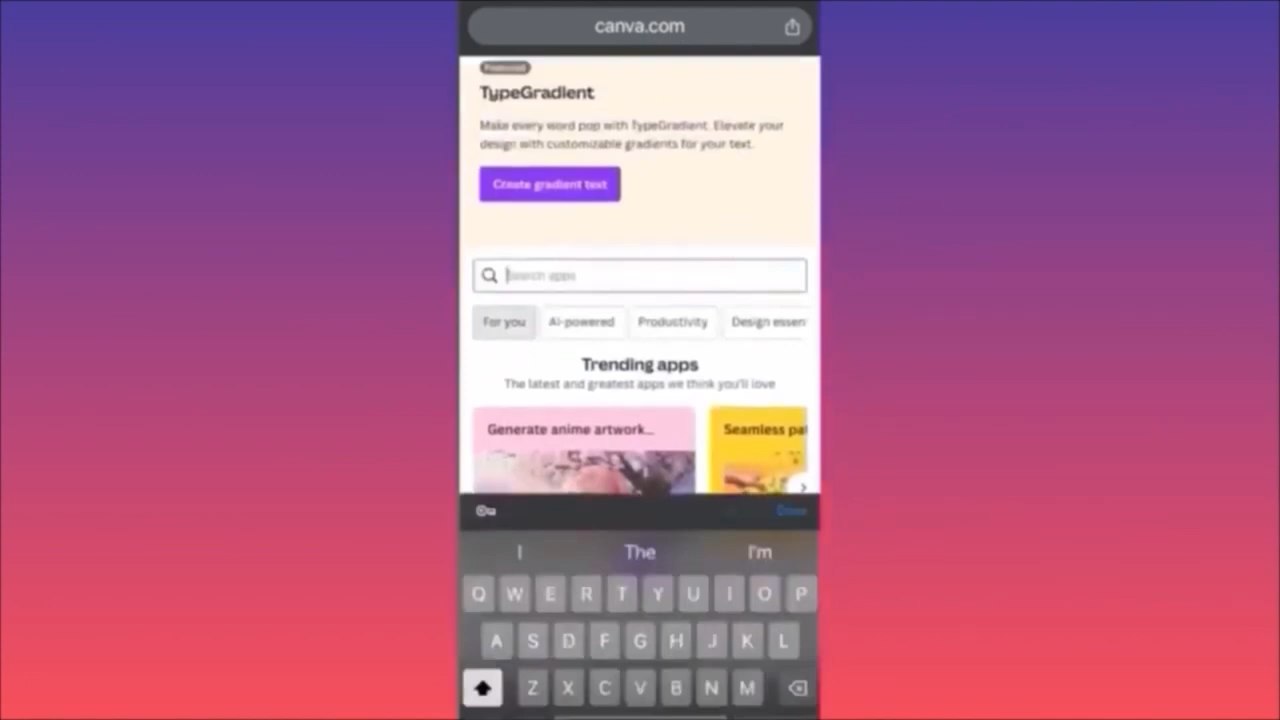 canva.com
Featured
TypeGradient
Make every word pop with TypeGradient. Elevate your
design with customizable gradients for your text.
Create gradient text
Search apps
For you
AI-powered
Productivity
Design essen
Trending apps
The latest and greatest apps we think you'll love
Generate anime artwork...
Seamless pat
Done
I The I'm
Q W E R T Y U I O P
A S D F G H J K L
Z X C V B N M